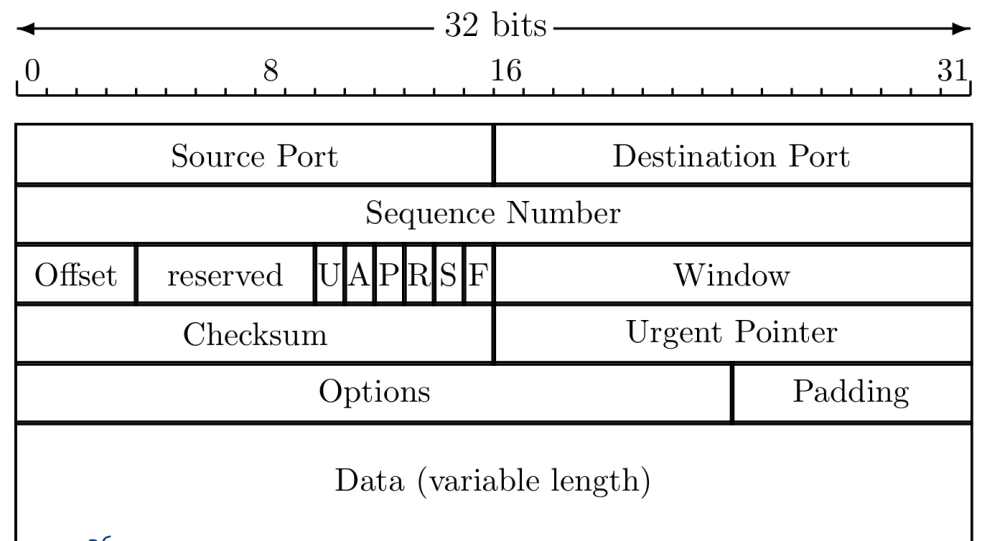 32 bits
0 8 16 31
Source Port Destination Port
Sequence Number
Offset reserved U A P R S F Window
Checksum Urgent Pointer
Options Padding
Data (variable length)